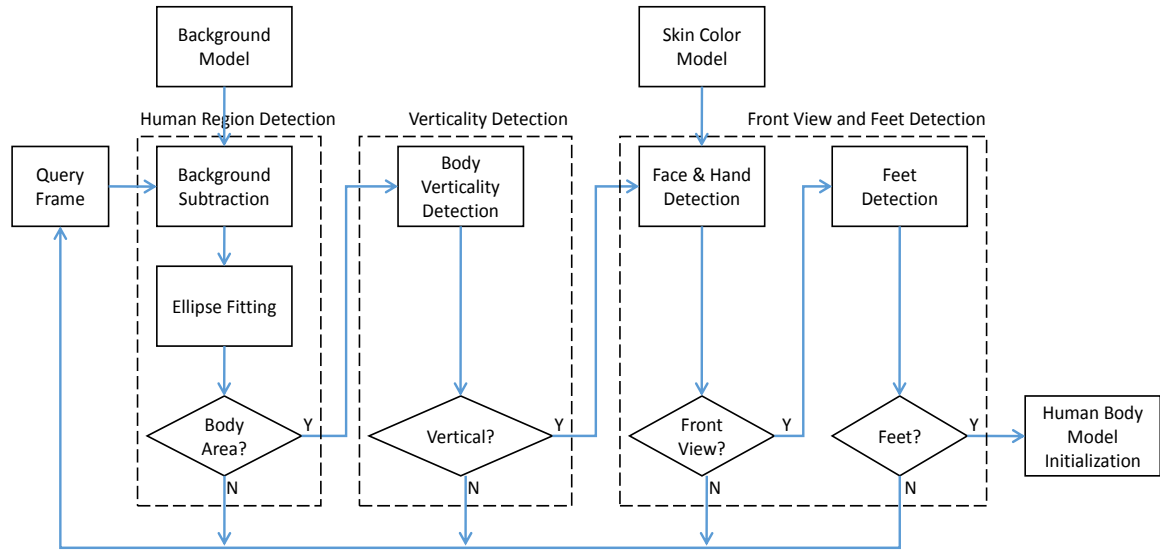 Background
Model
Skin Color
Model
Human Region Detection
Verticality Detection
Front View and Feet Detection
Query
Frame
Background
Subtraction
Body
Verticality
Detection
Face & Hand
Detection
Feet
Detection
Ellipse Fitting
Body
Area?
Y
N
Vertical?
Y
N
Front
View?
Y
N
Feet?
Y
N
Human Body
Model
Initialization